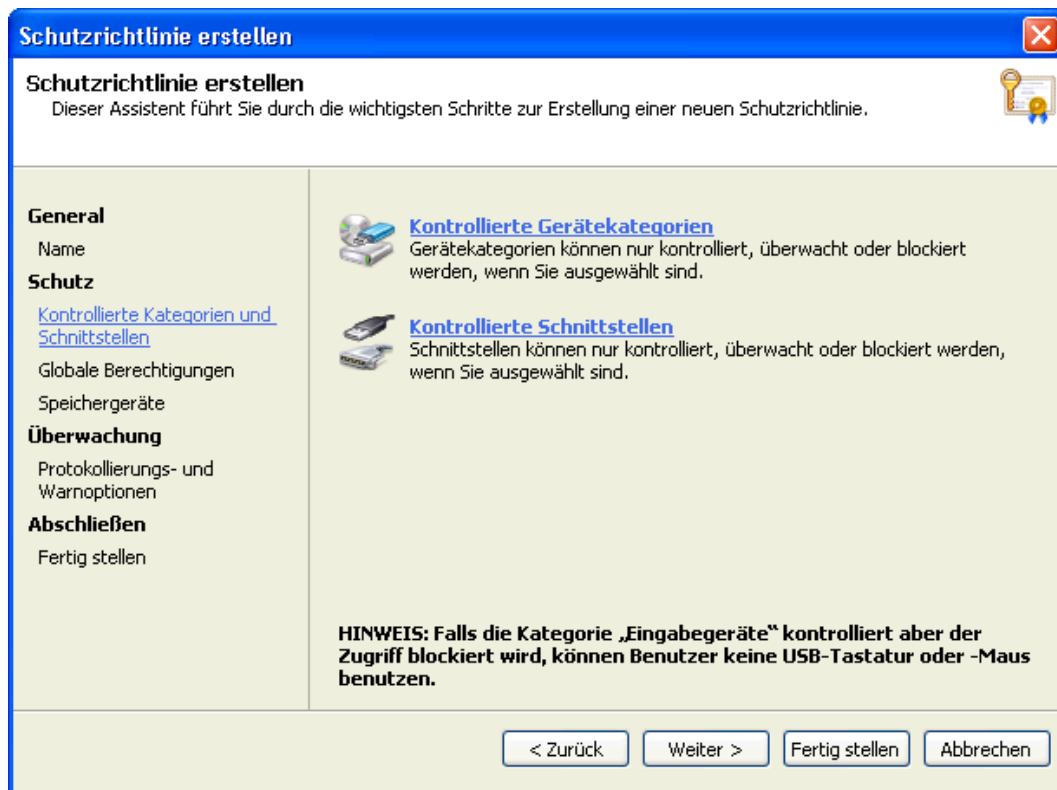 Schutzrichtlinie erstellen
Schutzrichtlinie erstellen
Dieser Assistent führt Sie durch die wichtigsten Schritte zur Erstellung einer neuen Schutzrichtlinie.
General
Name
Schutz
Kontrollierte Kategorien und
Schnittstellen
Globale Berechtigungen
Speichergeräte
Überwachung
Protokollierungs- und
Warnoptionen
Abschließen
Fertig stellen
Kontrollierte Gerätekategorien
Gerätekategorien können nur kontrolliert, überwacht oder blockiert
werden, wenn Sie ausgewählt sind.
Kontrollierte Schnittstellen
Schnittstellen können nur kontrolliert, überwacht oder blockiert werden,
wenn Sie ausgewählt sind.
HINWEIS: Falls die Kategorie „Eingabegeräte“ kontrolliert aber der
Zugriff blockiert wird, können Benutzer keine USB-Tastatur oder -Maus
benutzen.
< Zurück
Weiter >
Fertig stellen
Abbrechen